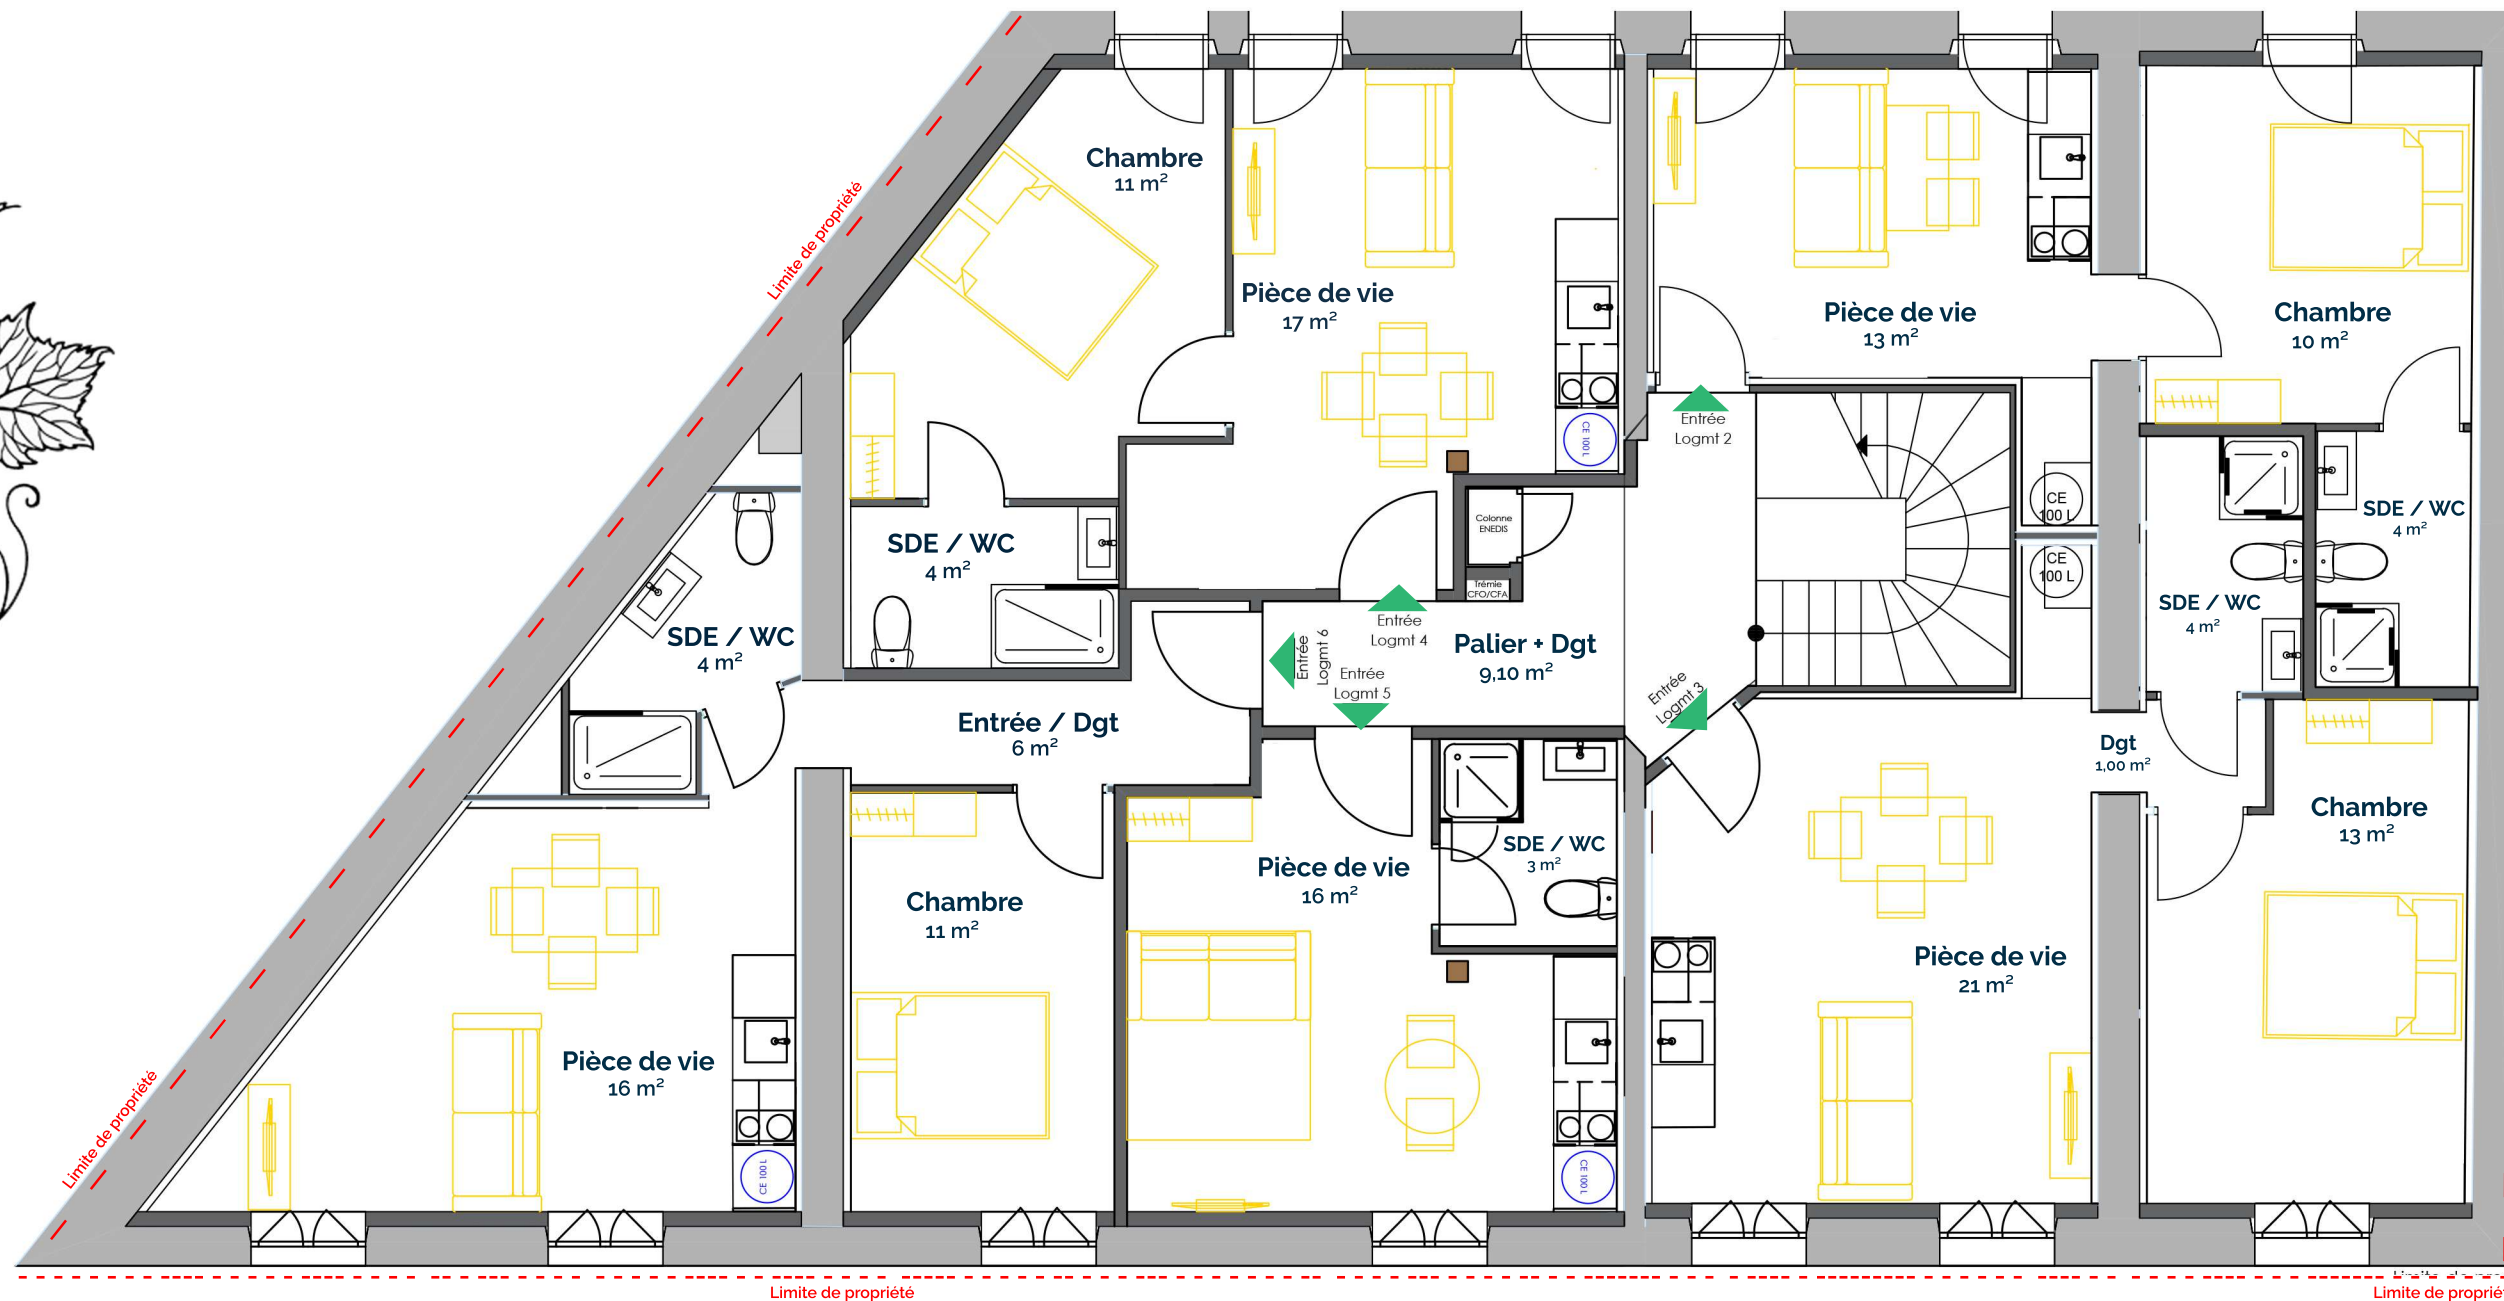 Limite de propriété
Chambre
11 m²
Pièce de vie
17 m²
CE 100 L
Pièce de vie
13 m²
Chambre
10 m²
Entrée
Logmt 2
CE
100 L
CE
100 L
SDE / WC
4 m²
SDE / WC
4 m²
Colonne
ENEDIS
Trémie
CFO/CFA
SDE / WC
4 m²
SDE / WC
4 m²
Entrée
Logmt 4
Entrée
Logmt 6
Entrée
Logmt 5
Palier + Dgt
9,10 m²
Entrée
Logmt 3
Entrée / Dgt
6 m²
Dgt
1,00 m²
Chambre
13 m²
SDE / WC
3 m²
Pièce de vie
16 m²
Chambre
11 m²
Pièce de vie
21 m²
Pièce de vie
16 m²
CE 100 L
CE 100 L
Limite de propriété
Limite de propriété
Limite de proprié